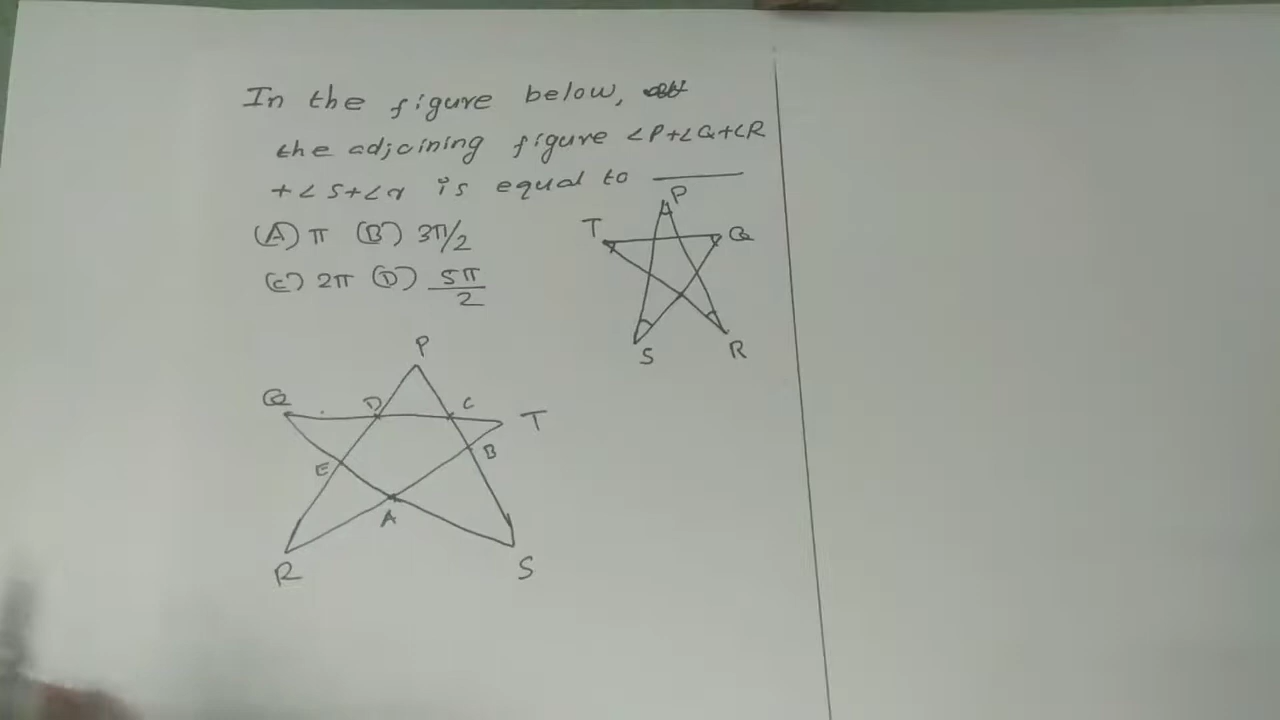 In the figure below,
the adjoining figure ∠P+∠Q+∠R
+∠S+∠T is equal to ______
(A) π (B) 3π/2
(C) 2π (D) 5π/2
P
T
Q
S
R
P
Q
D
C
T
E
B
A
R
S